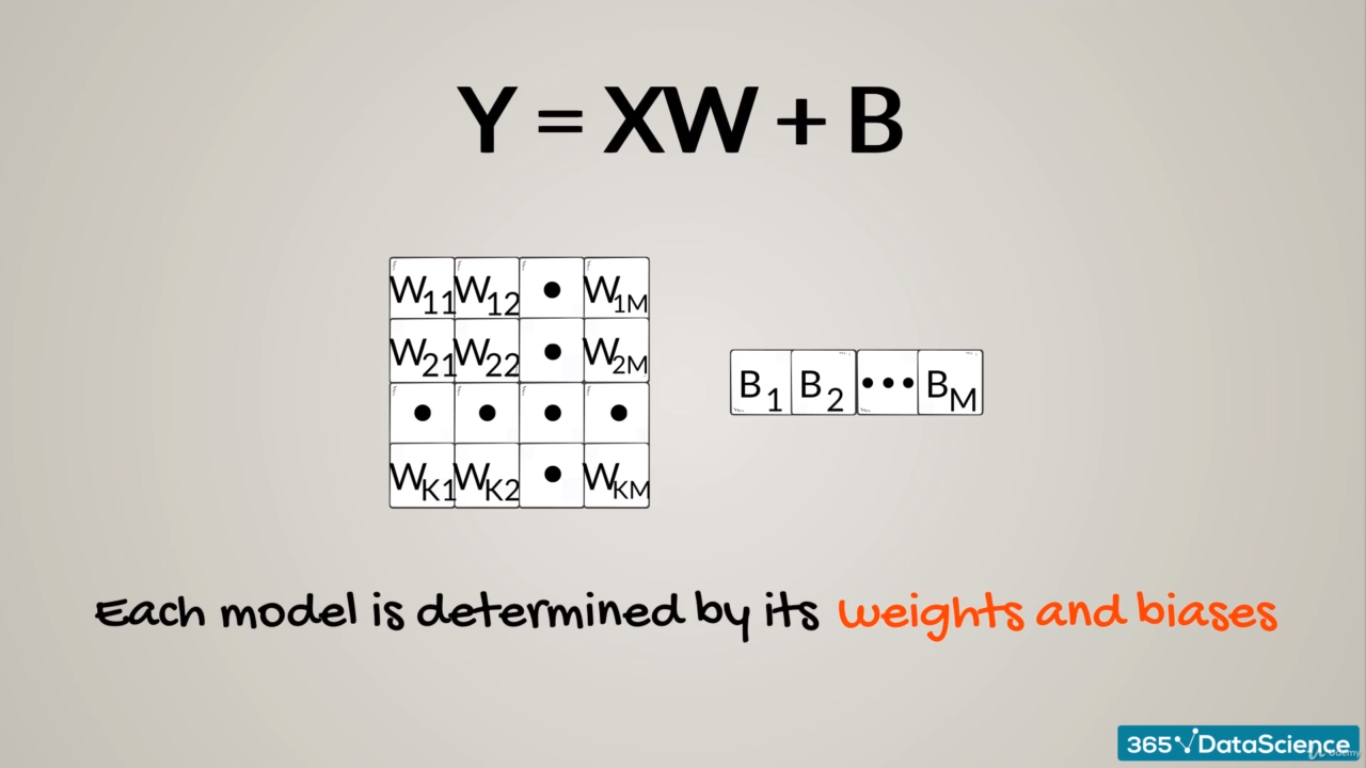 Y = XW + B
W11 W12 • W1M
W21 W22 • W2M
• • • •
WK1 WK2 • WKM
B1 B2 ••• BM
Each model is determined by its weights and biases
365 DataScience
Udemy